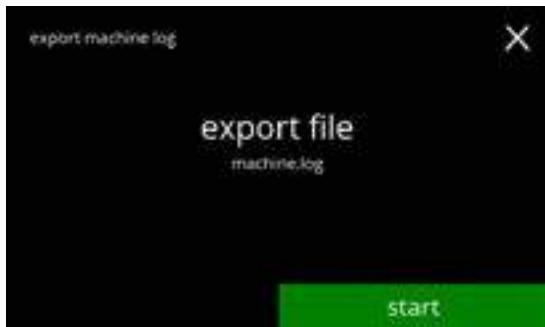 export machine log
export file
machine.log
start